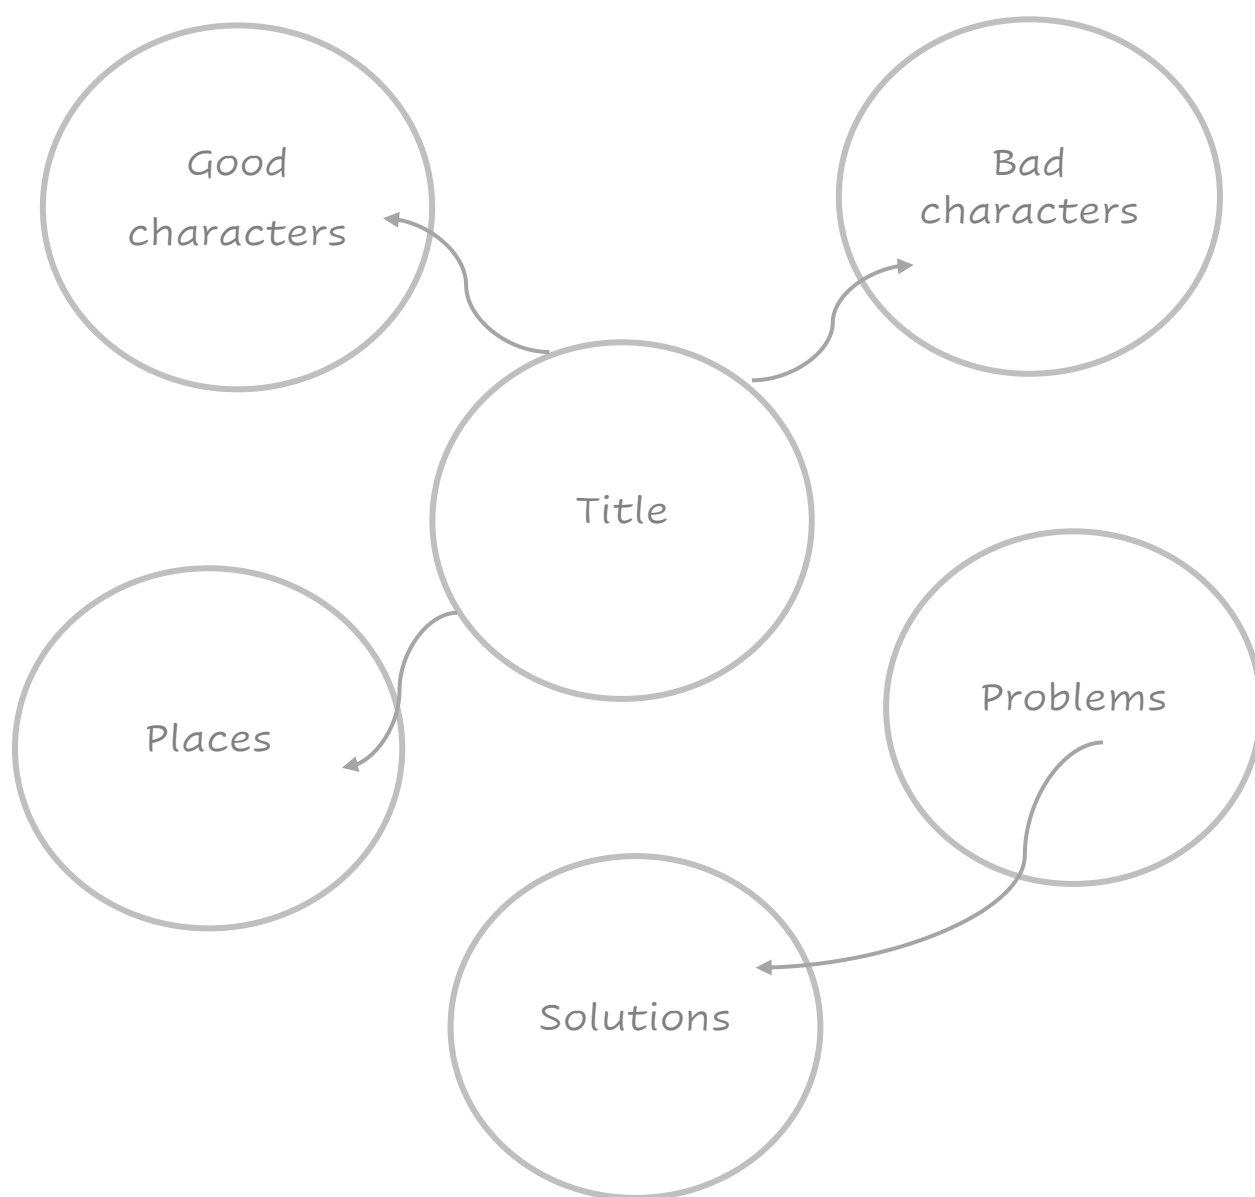 Good
characters
Bad
characters
Title
Places
Problems
Solutions